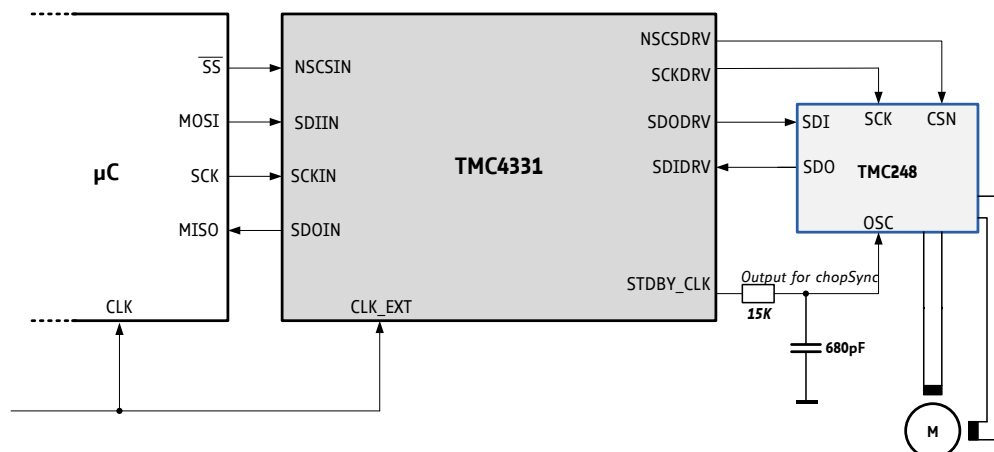 NSCSDRV
SS NSCSIN
SCKDRV
MOSI SDIIN
SDODRV SDI SCK CSN
µC
SCK SCKIN
TMC4331
SDIDRV SDO TMC248
MISO SDOIN
OSC
Output for chopSync
STDBY_CLK
CLK CLK_EXT
15K
680pF
M